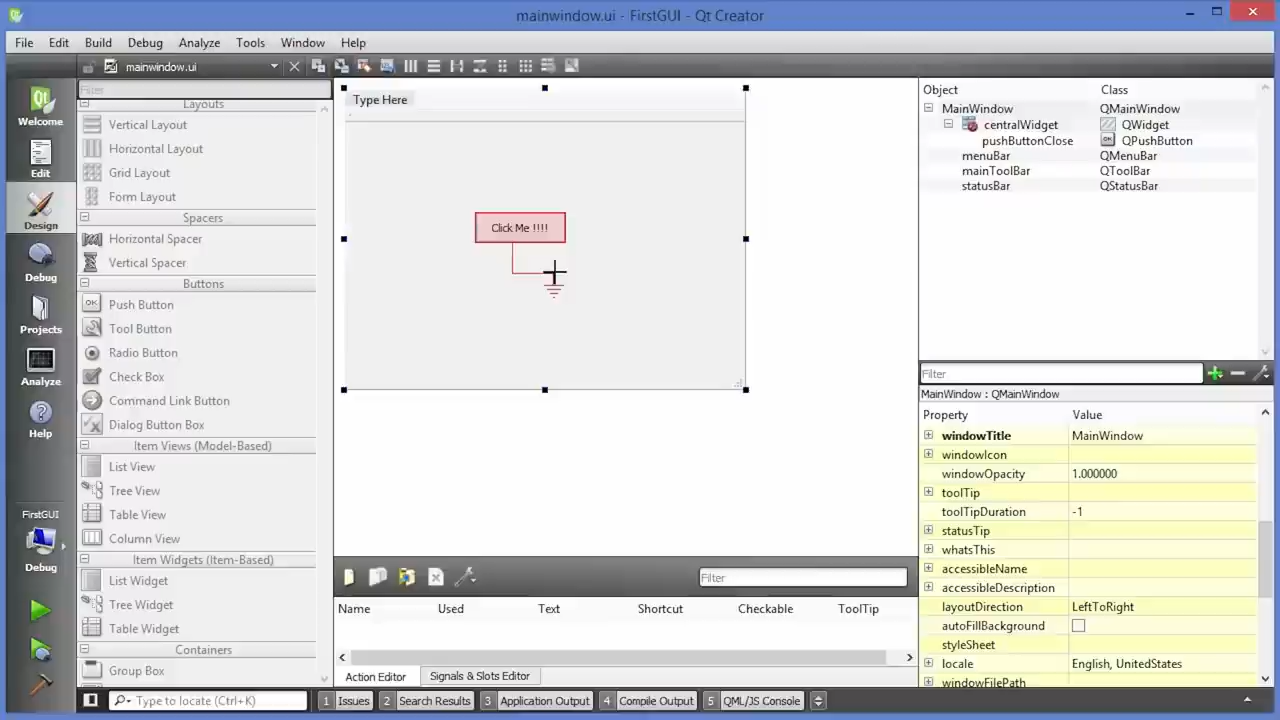 mainwindow.ui - FirstGUI - Qt Creator
File Edit Build Debug Analyze Tools Window Help
mainwindow.ui
Filter
Welcome
Edit
Design
Debug
Projects
Analyze
Help
FirstGUI
Debug
Layouts
Vertical Layout
Horizontal Layout
Grid Layout
Form Layout
Spacers
Horizontal Spacer
Vertical Spacer
Buttons
OK Push Button
Tool Button
Radio Button
Check Box
Command Link Button
Dialog Button Box
Item Views (Model-Based)
List View
Tree View
Table View
Column View
Item Widgets (Item-Based)
List Widget
Tree Widget
Table Widget
Containers
Group Box
Type Here
Click Me !!!!
Filter
Name Used Text Shortcut Checkable ToolTip
Action Editor Signals & Slots Editor
Object Class
MainWindow QMainWindow
centralWidget QWidget
pushButtonClose OK QPushButton
menuBar QMenuBar
mainToolBar QToolBar
statusBar QStatusBar
Filter
MainWindow : QMainWindow
Property Value
windowTitle MainWindow
windowIcon
windowOpacity 1.000000
toolTip
toolTipDuration -1
statusTip
whatsThis
accessibleName
accessibleDescription
layoutDirection LeftToRight
autoFillBackground
styleSheet
locale English, UnitedStates
windowFilePath
Type to locate (Ctrl+K) 1 Issues 2 Search Results 3 Application Output 4 Compile Output 5 QML/JS Console